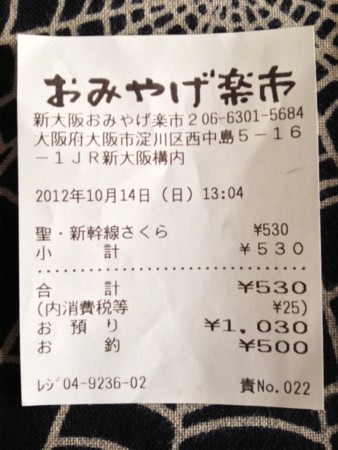 おみやげ楽市
新大阪おみやげ楽市２06-6301-5684
大阪府大阪市淀川区西中島５－１６
－１ＪＲ新大阪構内
2012年10月14日（日）13:04
聖・新幹線さくら ¥530
小　計 ¥530
合　計 ¥530
(内消費税等 ¥25)
お　預　り ¥1,030
お　釣 ¥500
ﾚｼﾞ04-9236-02 責No.022